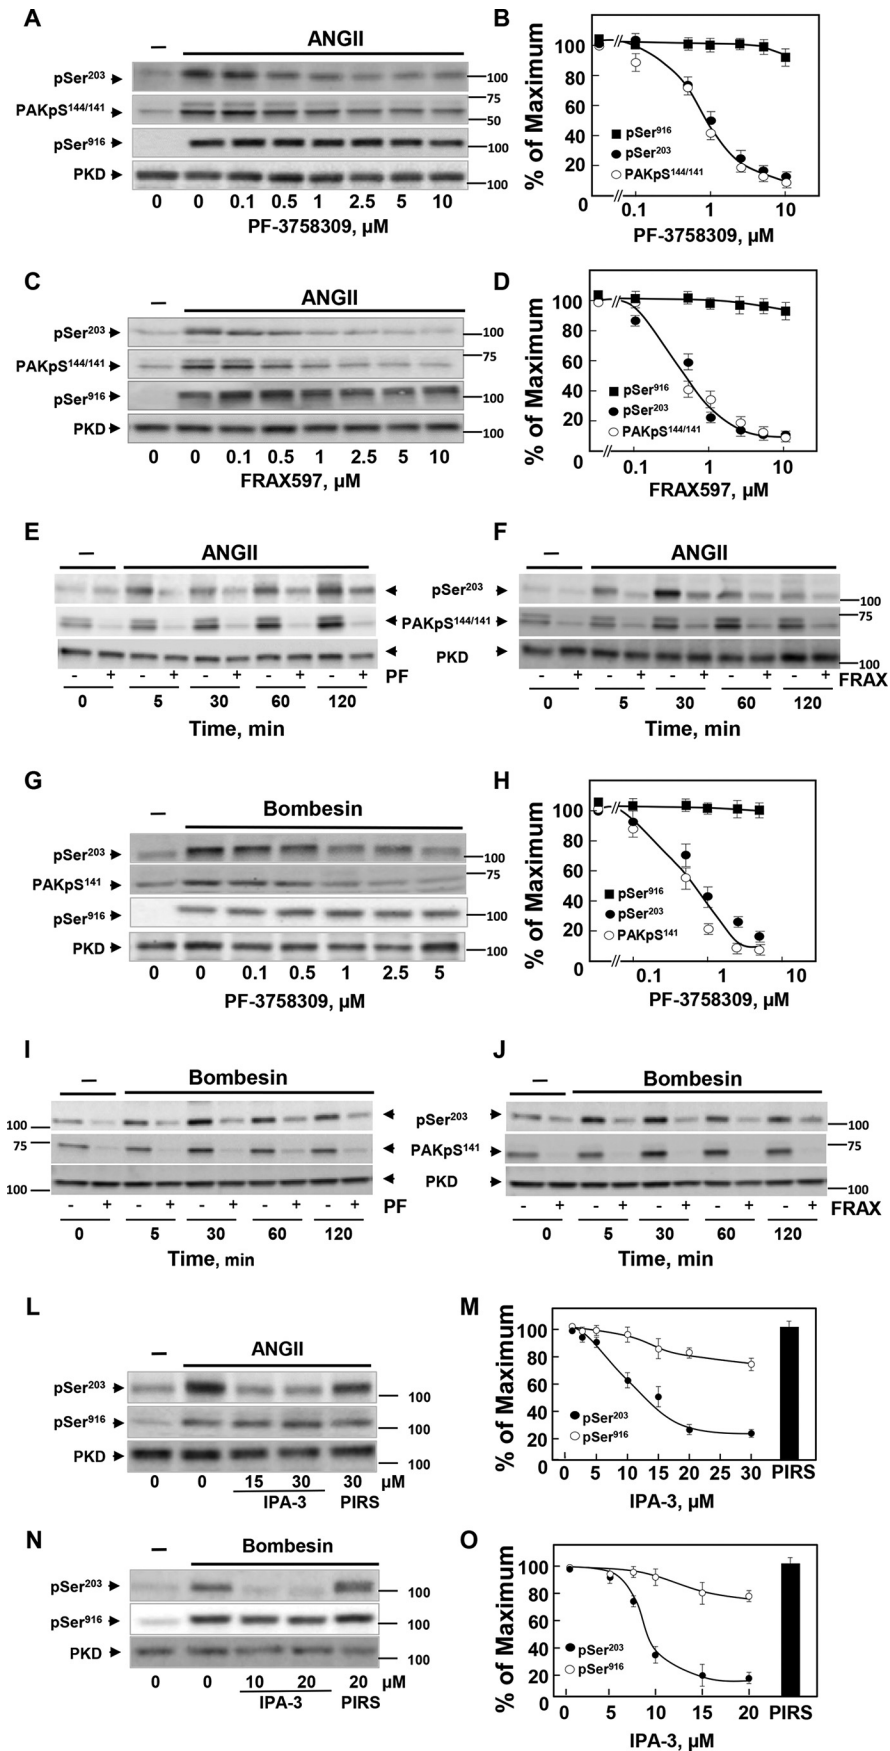 A
ANGII
–
pSer²⁰³
100
75
PAKpS¹⁴⁴/¹⁴¹
50
pSer⁹¹⁶
100
PKD
100
0 0 0.1 0.5 1 2.5 5 10
PF-3758309, µM
B
% of Maximum
100
80
60
40
20
0
pSer⁹¹⁶
pSer²⁰³
PAKpS¹⁴⁴/¹⁴¹
0.1 1 10
PF-3758309, µM
C
ANGII
–
pSer²⁰³
100
75
PAKpS¹⁴⁴/¹⁴¹
pSer⁹¹⁶
100
PKD
100
0 0 0.1 0.5 1 2.5 5 10
FRAX597, µM
D
% of Maximum
100
80
60
40
20
0
pSer⁹¹⁶
pSer²⁰³
PAKpS¹⁴⁴/¹⁴¹
0.1 1 10
FRAX597, µM
E
– ANGII
pSer²⁰³
PAKpS¹⁴⁴/¹⁴¹
PKD
- + - + - + - + - + PF
0 5 30 60 120
Time, min
F
– ANGII
100
75
100
- + - + - + - + - + FRAX
0 5 30 60 120
Time, min
G
Bombesin
–
pSer²⁰³
100
75
PAKpS¹⁴¹
pSer⁹¹⁶
100
PKD
100
0 0 0.1 0.5 1 2.5 5
PF-3758309, µM
H
% of Maximum
100
80
60
40
20
0
pSer⁹¹⁶
pSer²⁰³
PAKpS¹⁴¹
0.1 1 10
PF-3758309, µM
I
– Bombesin
100
75
100
pSer²⁰³
PAKpS¹⁴¹
PKD
- + - + - + - + - + PF
0 5 30 60 120
Time, min
J
– Bombesin
100
75
100
- + - + - + - + - + FRAX
0 5 30 60 120
Time, min
L
ANGII
–
pSer²⁰³
100
pSer⁹¹⁶
100
PKD
100
0 0 15 30 30 µM
IPA-3 PIRS
M
% of Maximum
100
80
60
40
20
0
pSer²⁰³
pSer⁹¹⁶
0 5 10 15 20 25 30 PIRS
IPA-3, µM
N
Bombesin
–
pSer²⁰³
100
pSer⁹¹⁶
100
PKD
100
0 0 10 20 20 µM
IPA-3 PIRS
O
% of Maximum
100
80
60
40
20
0
pSer²⁰³
pSer⁹¹⁶
0 5 10 15 20 PIRS
IPA-3, µM